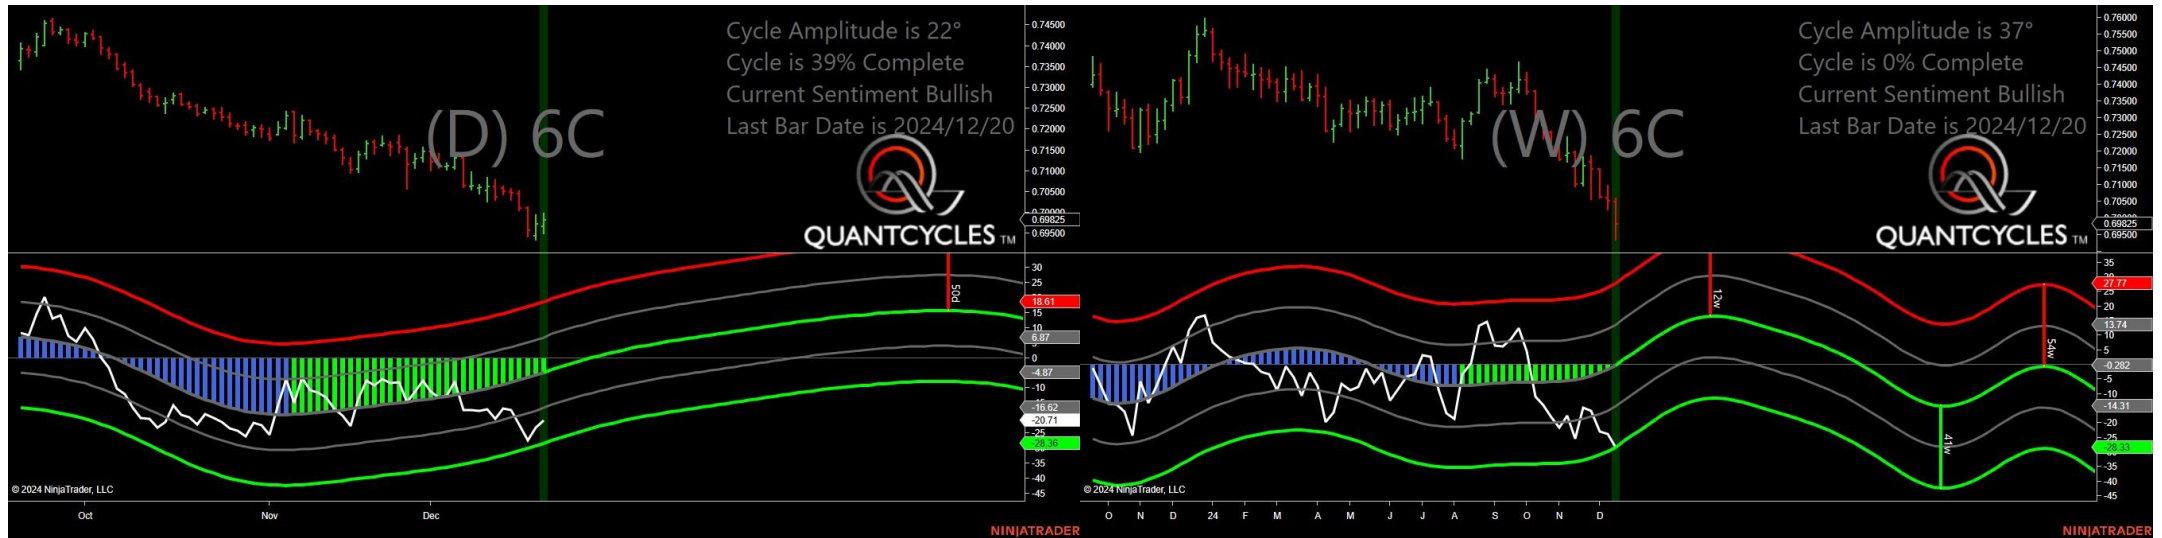 Cycle Amplitude is 22°
Cycle is 39% Complete
Current Sentiment Bullish
Last Bar Date is 2024/12/20
(D) 6C
QUANTCYCLES TM
0.74500
0.74000
0.73500
0.73000
0.72500
0.72000
0.71500
0.71000
0.70500
0.70000
0.69825
0.69500
30
25
18.61
15
10
6.87
0
-4.87
-10
-16.62
-20.71
-25
-28.36
-35
-40
-45
50d
© 2024 NinjaTrader, LLC
Oct
Nov
Dec
NINJATRADER
Cycle Amplitude is 37°
Cycle is 0% Complete
Current Sentiment Bullish
Last Bar Date is 2024/12/20
(W) 6C
QUANTCYCLES TM
0.76000
0.75500
0.75000
0.74500
0.74000
0.73500
0.73000
0.72500
0.72000
0.71500
0.71000
0.70500
0.69825
0.69500
35
27.77
25
20
13.74
10
5
-0.282
-5
-10
-14.31
-20
-25
-28.33
-35
-40
-45
12w
54w
41w
© 2024 NinjaTrader, LLC
O
N
D
24
F
M
A
M
J
J
A
S
O
N
D
NINJATRADER